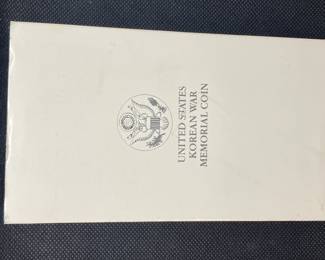 UNITED STATES
KOREAN WAR
MEMORIAL COIN